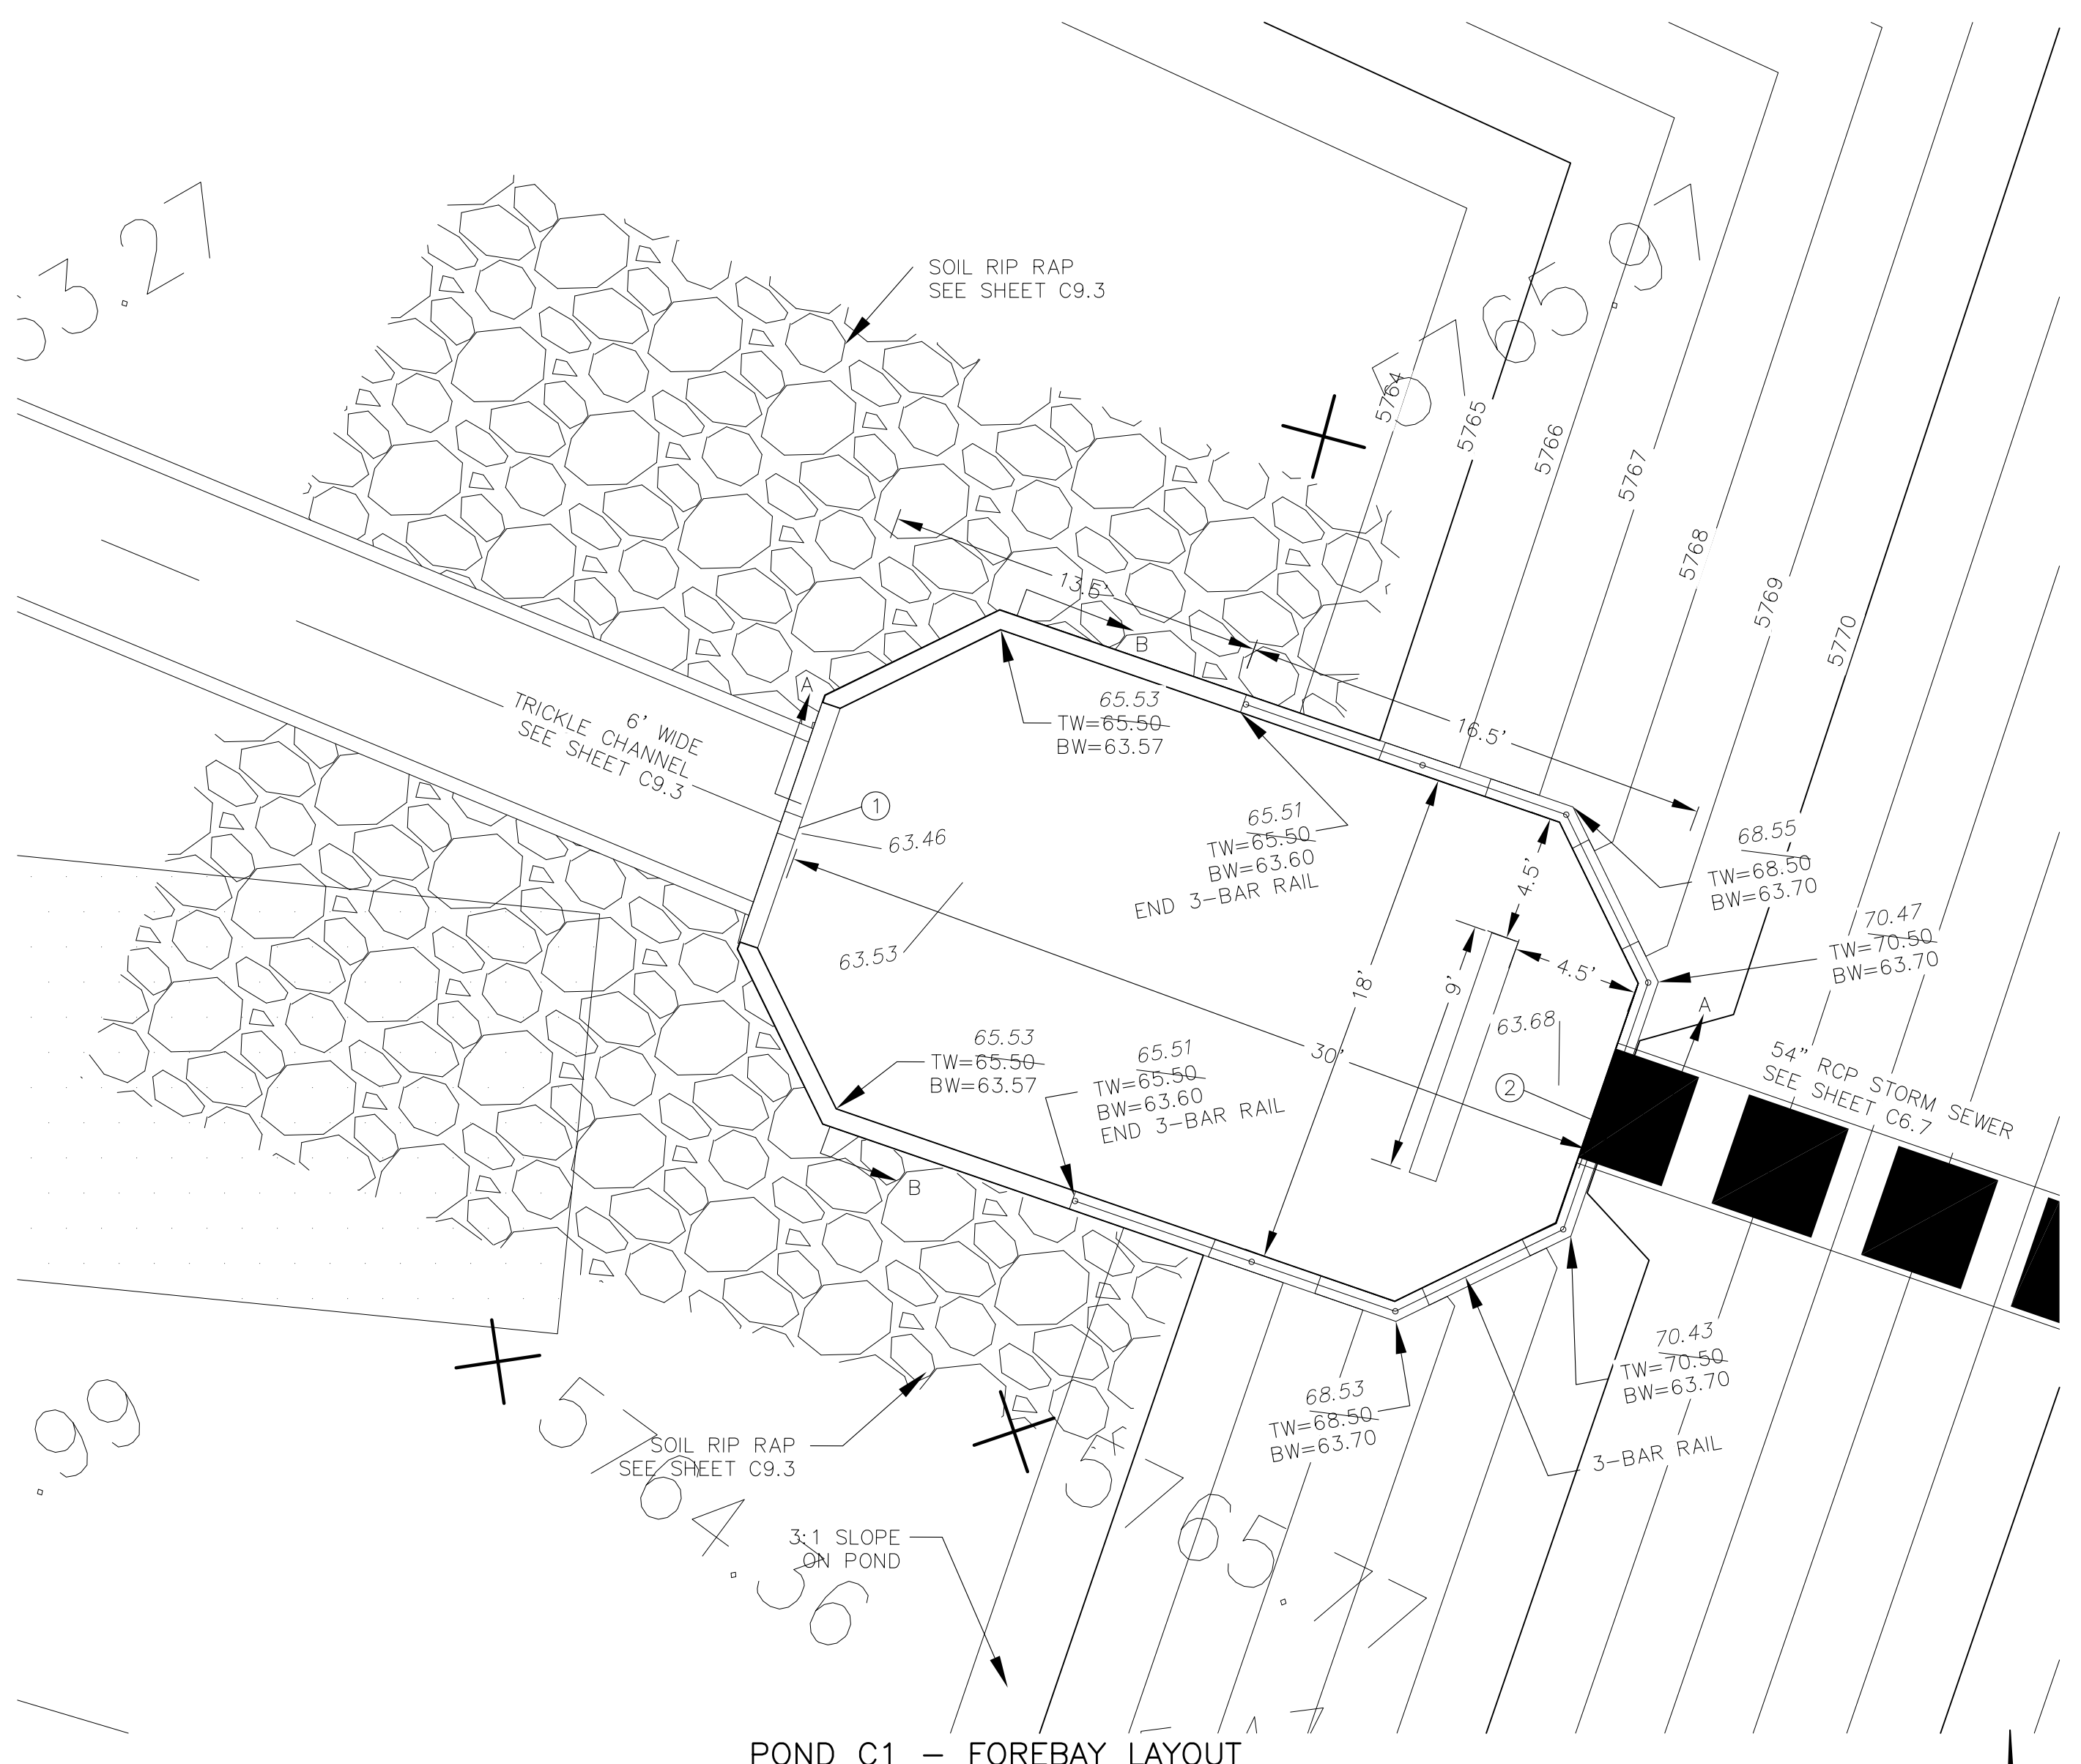 53.27
SOIL RIP RAP
SEE SHEET C9.3
5765.97
5764
5765
5766
5767
5768
5769
5770
13.5'
B
A
16.5'
65.53
TW=65.50
BW=63.57
6' WIDE
TRICKLE CHANNEL
SEE SHEET C9.3
1
63.46
65.51
TW=65.50
BW=63.60
END 3-BAR RAIL
68.55
TW=68.50
BW=63.70
4.5'
70.47
TW=70.50
BW=63.70
63.53
4.5'
9'
18'
63.68
A
30'
2
54" RCP STORM SEWER
SEE SHEET C6.7
65.53
TW=65.50
BW=63.57
65.51
TW=65.50
BW=63.60
END 3-BAR RAIL
B
70.43
TW=70.50
BW=63.70
68.53
TW=68.50
BW=63.70
3-BAR RAIL
.99
5764.36
SOIL RIP RAP
SEE SHEET C9.3
5765.77
3:1 SLOPE
ON POND
POND C1 – FOREBAY LAYOUT